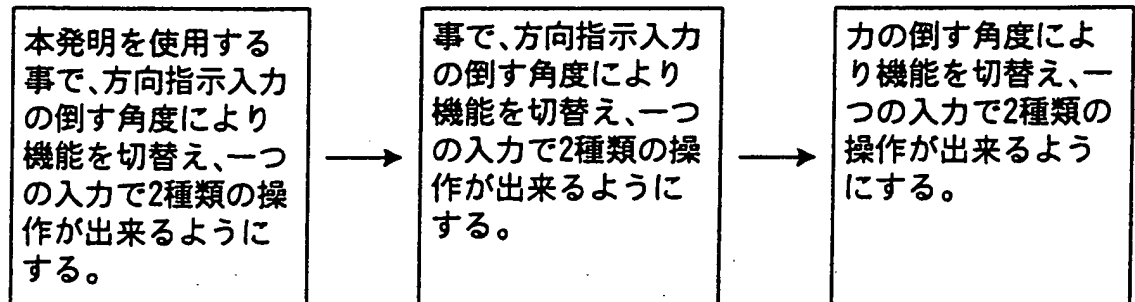 本発明を使用する
事で、方向指示入力
の倒す角度により
機能を切替え、一つ
の入力で2種類の操
作が出来るように
する。
事で、方向指示入力
の倒す角度により
機能を切替え、一つ
の入力で2種類の操
作が出来るように
する。
力の倒す角度によ
り機能を切替え、一
つの入力で2種類の
操作が出来るよう
にする。